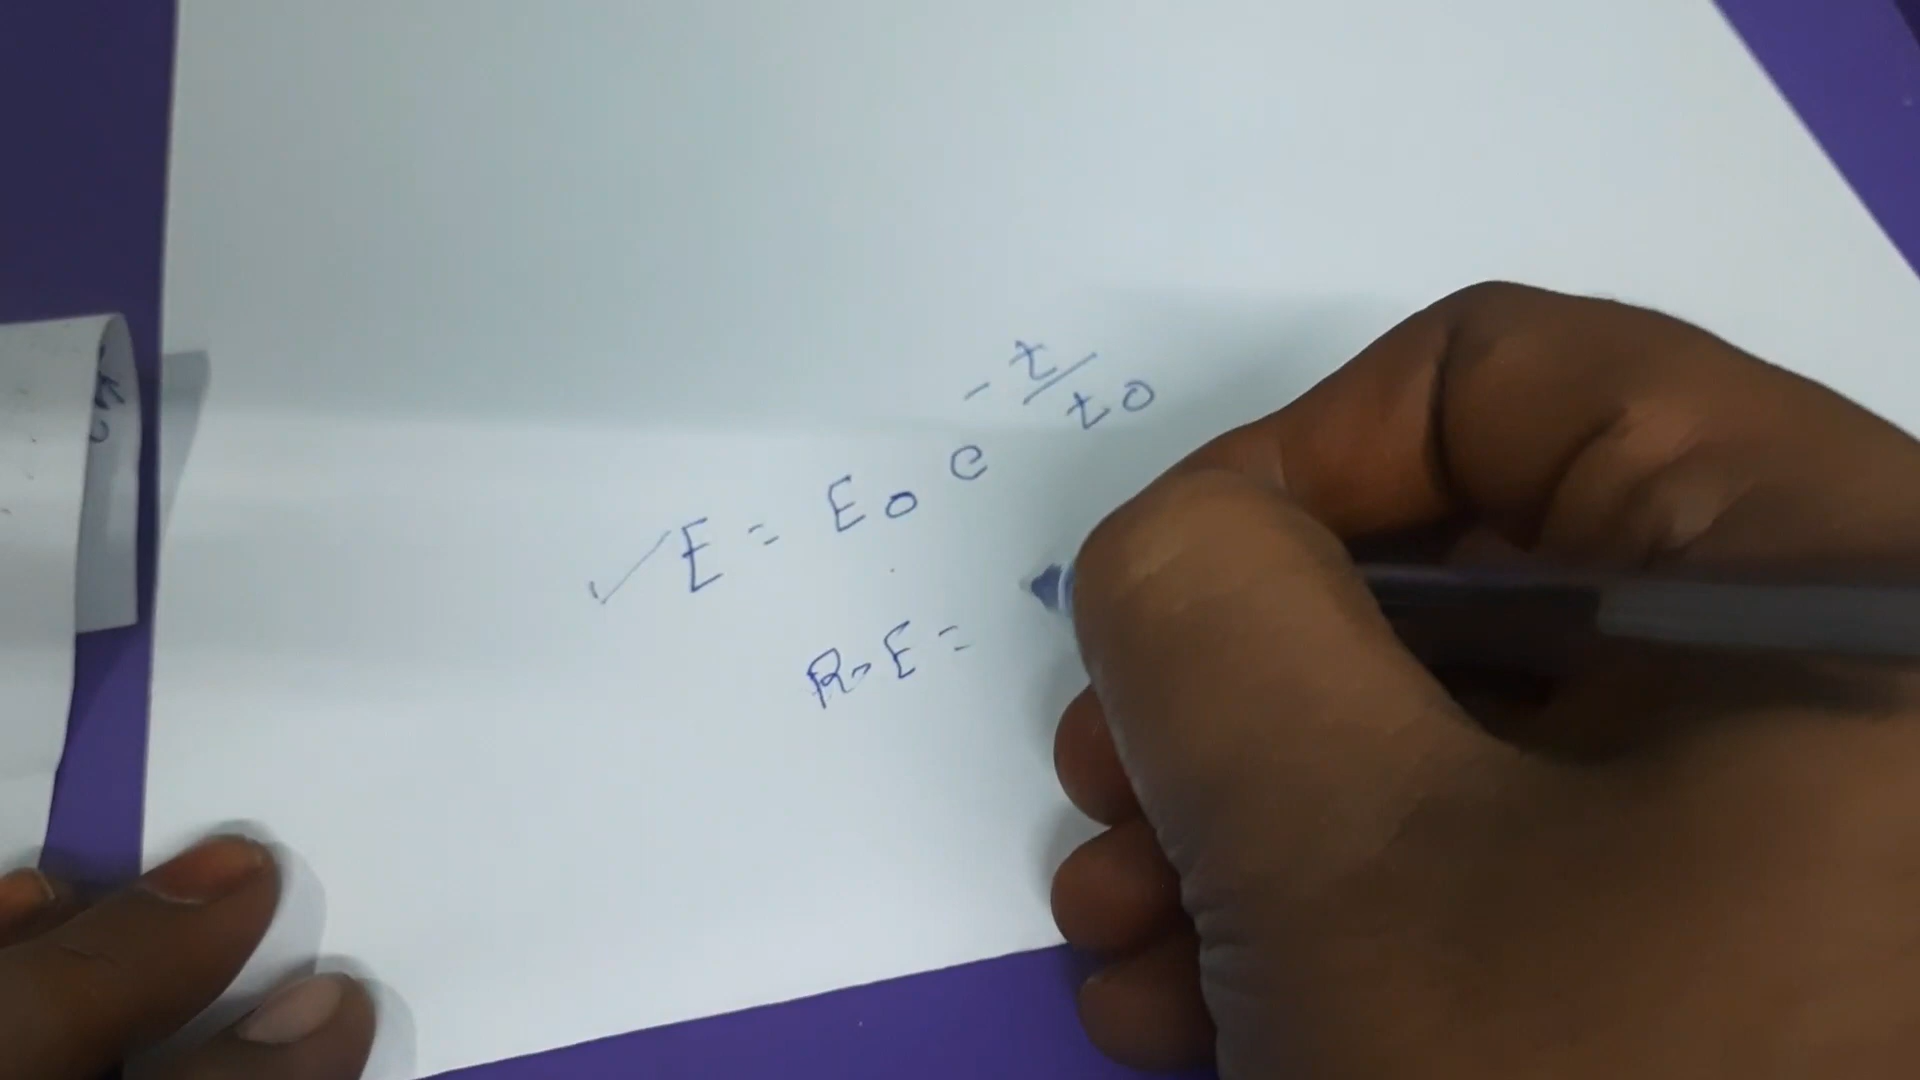 ✓E = E₀ e^(-t/t₀)
R.E =